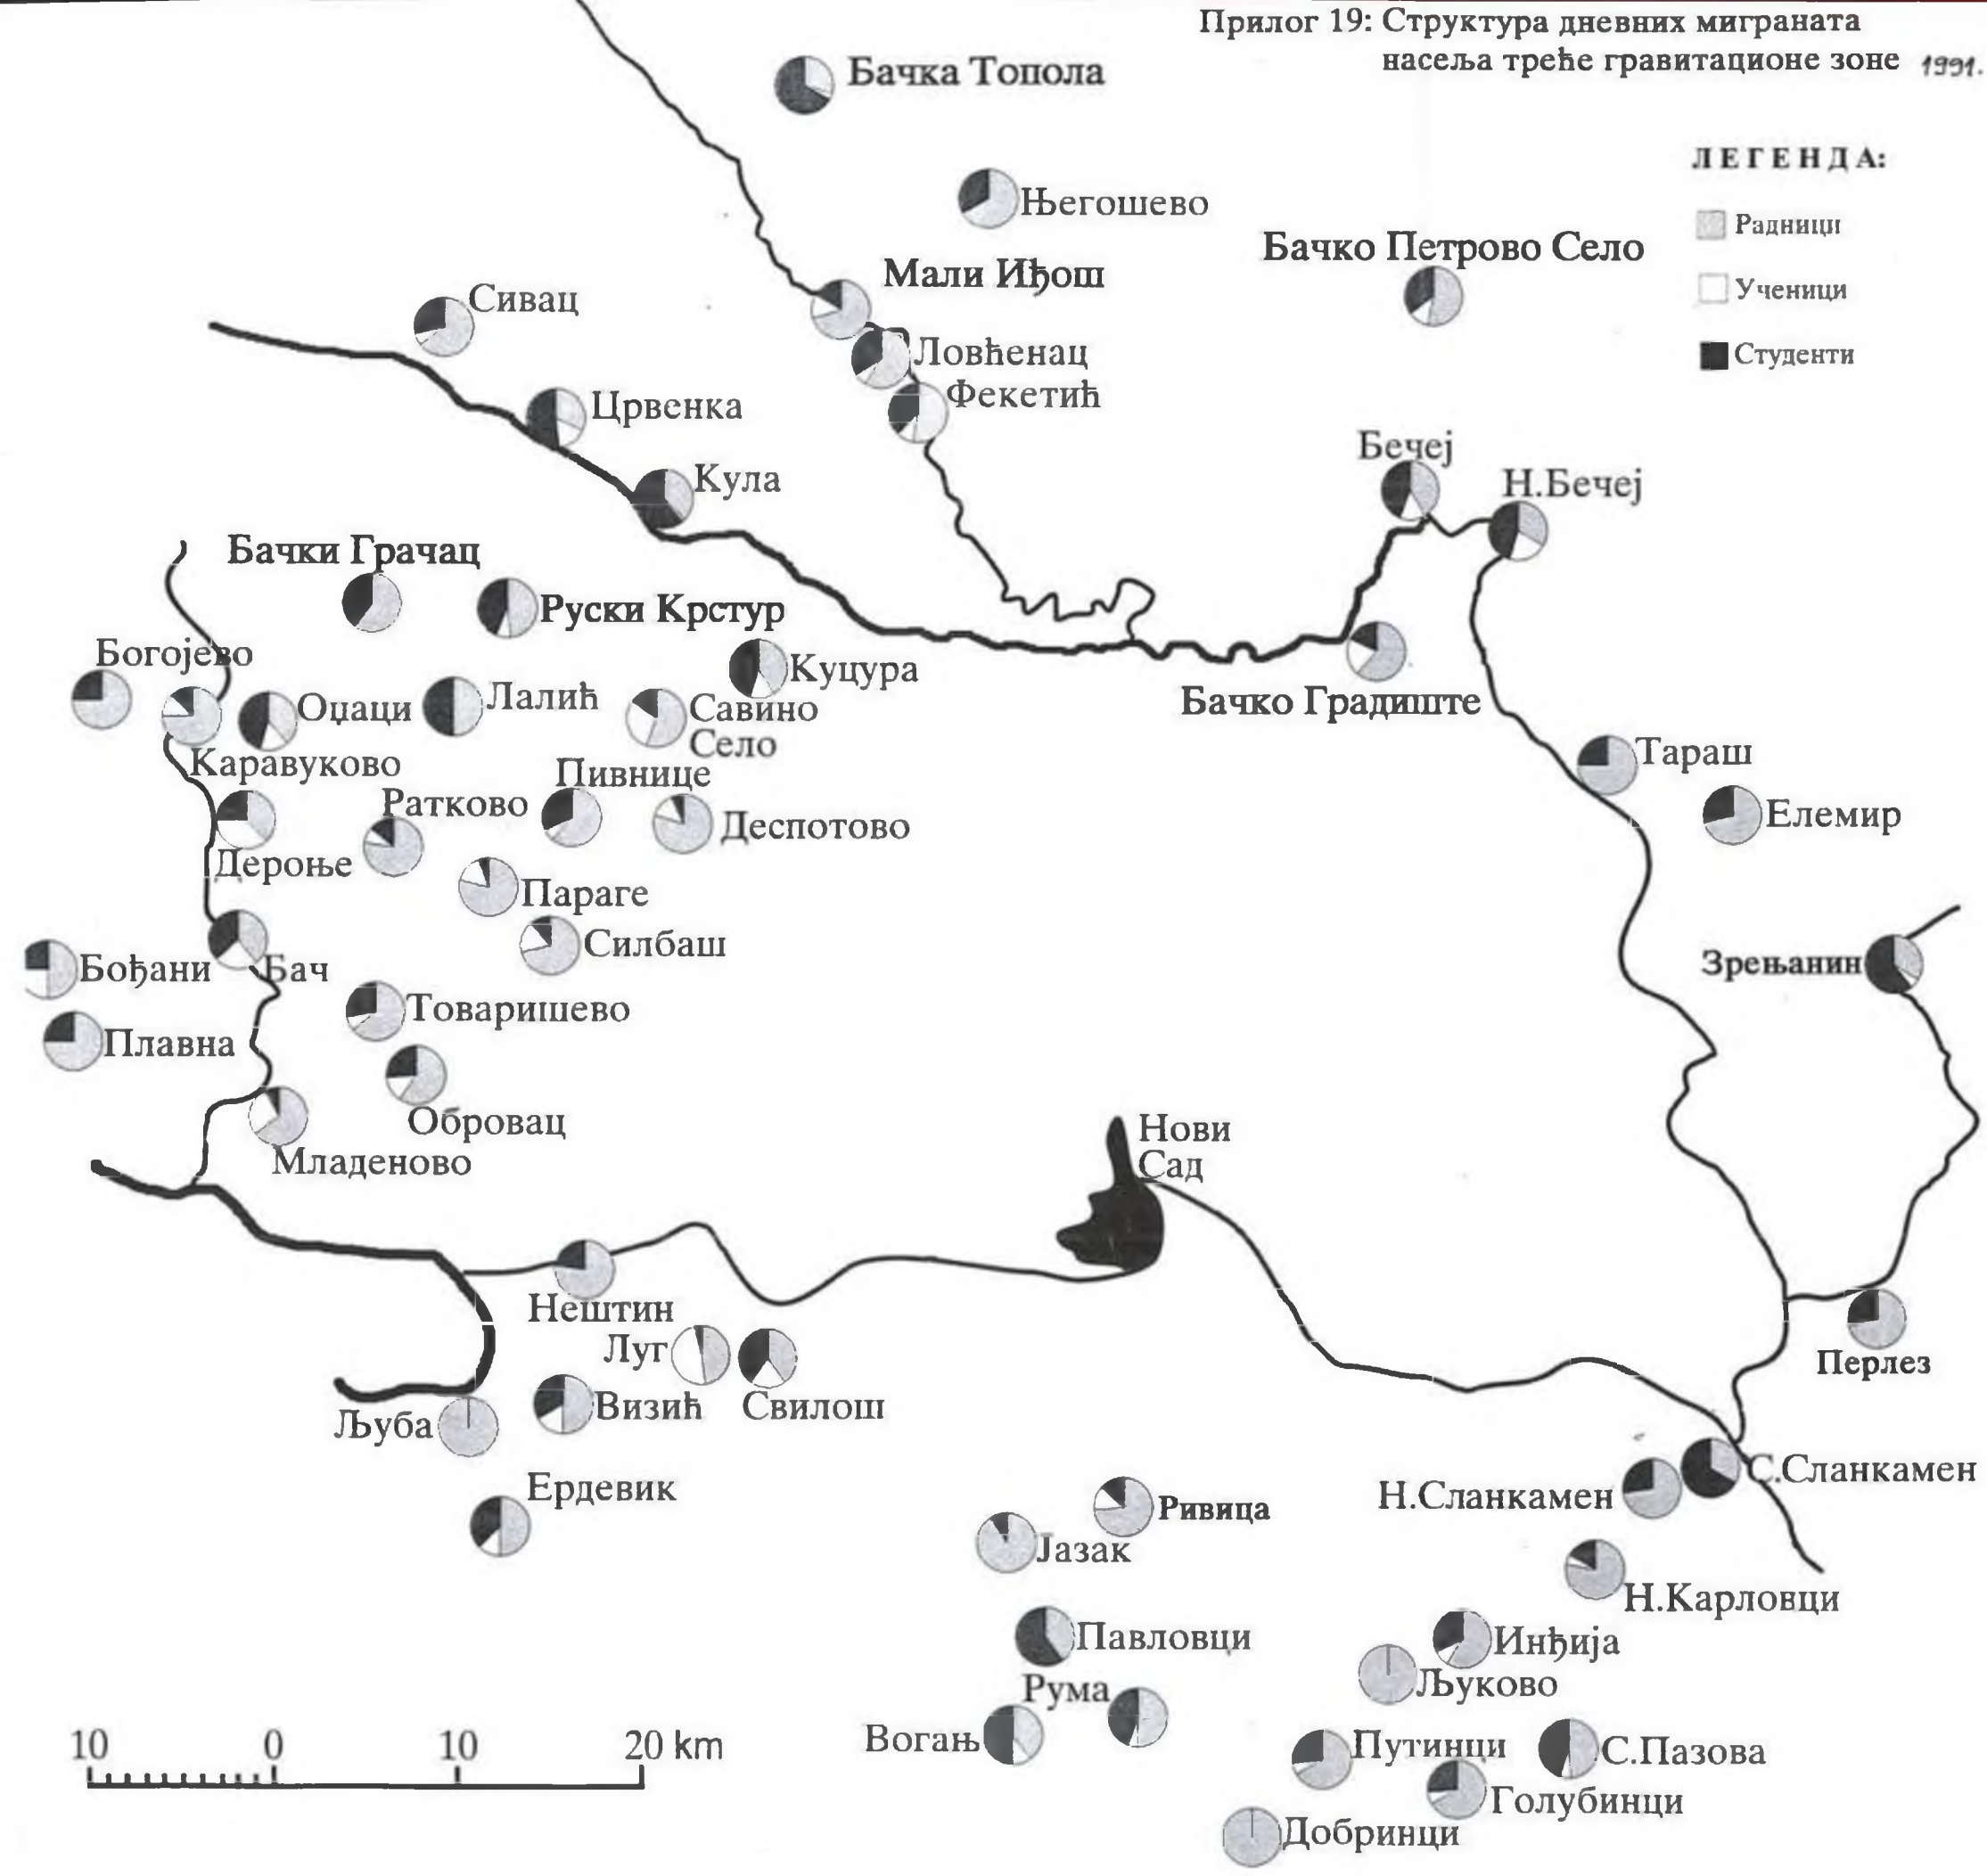 Прилог 19: Структура дневних миграната
насеља треће гравитационе зоне 1991.
Бачка Топола
ЛЕГЕНДА:
Његошево
Радници
Бачко Петрово Село
Мали Иђош
Ученици
Сивац
Ловћенац
Студенти
Фекетић
Црвенка
Бечеј
Кула
Н.Бечеј
Бачки Грачац
Руски Крстур
Богојево
Куцура
Лалић
Оџаци
Савино
Село
Бачко Градиште
Каравуково
Тараш
Пивнице
Ратково
Деспотово
Елемир
Дероње
Параге
Силбаш
Зрењанин
Бођани
Бач
Товаришево
Плавна
Обровац
Нови
Сад
Младеново
Нештин
Луг
Перлез
Визић
Свилош
Љуба
Ердевик
С.Сланкамен
Н.Сланкамен
Ривица
Јазак
Н.Карловци
Павловци
Инђија
Љуково
Рума
Вогањ
Путинци
С.Пазова
10 0 10 20 km
Голубинци
Добринци